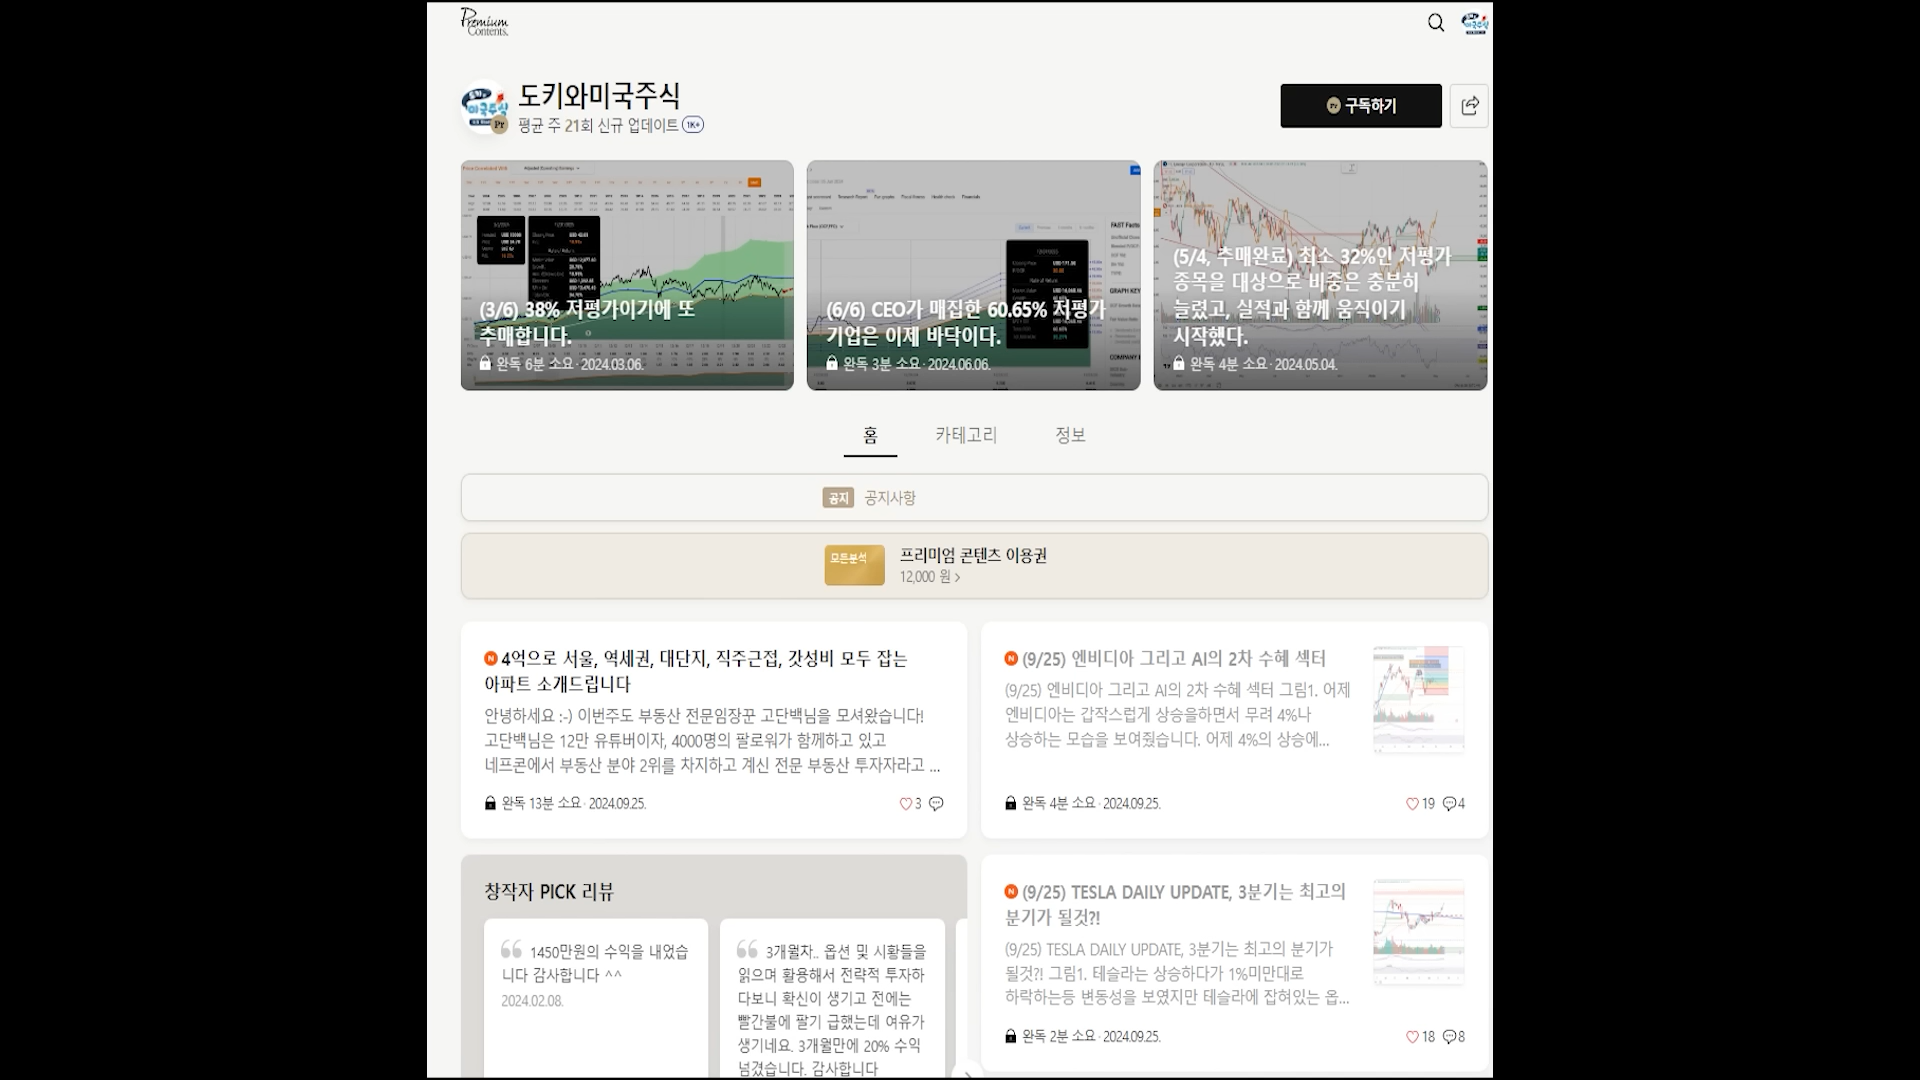 Premium
Contents.
도키와미국주식
평균 주 21회 신규 업데이트 1K+
Pr 구독하기
(3/6) 38% 저평가이기에 또
추매합니다.
완독 6분 소요·2024.03.06.
(6/6) CEO가 매집한 60.65% 저평가
기업은 이제 바닥이다.
완독 3분 소요·2024.06.06.
(5/4, 추매완료) 최소 32%인 저평가
종목을 대상으로 비중은 충분히
늘렸고, 실적과 함께 움직이기
시작했다.
완독 4분 소요·2024.05.04.
홈
카테고리
정보
공지 공지사항
모든분석
프리미엄 콘텐츠 이용권
12,000 원 >
N 4억으로 서울, 역세권, 대단지, 직주근접, 갓성비 모두 잡는
아파트 소개드립니다
안녕하세요 :-) 이번주도 부동산 전문임장꾼 고단백님을 모셔왔습니다!
고단백님은 12만 유튜버이자, 4000명의 팔로워가 함께하고 있고
네프콘에서 부동산 분야 2위를 차지하고 계신 전문 부동산 투자자라고 ...
완독 13분 소요·2024.09.25.
3
N (9/25) 엔비디아 그리고 AI의 2차 수혜 섹터
(9/25) 엔비디아 그리고 AI의 2차 수혜 섹터 그림1. 어제
엔비디아는 갑작스럽게 상승을하면서 무려 4%나
상승하는 모습을 보여줬습니다. 어제 4%의 상승에...
완독 4분 소요·2024.09.25.
19 4
창작자 PICK 리뷰
1450만원의 수익을 내었습
니다 감사합니다 ^^
2024.02.08.
3개월차.. 옵션 및 시황들을
읽으며 활용해서 전략적 투자하
다보니 확신이 생기고 전에는
빨간불에 팔기 급했는데 여유가
생기네요. 3개월만에 20% 수익
넘겼습니다. 감사합니다
N (9/25) TESLA DAILY UPDATE, 3분기는 최고의
분기가 될것?!
(9/25) TESLA DAILY UPDATE, 3분기는 최고의 분기가
될것?! 그림1. 테슬라는 상승하다가 1%미만대로
하락하는등 변동성을 보였지만 테슬라에 잡혀있는 옵...
완독 2분 소요·2024.09.25.
18 8